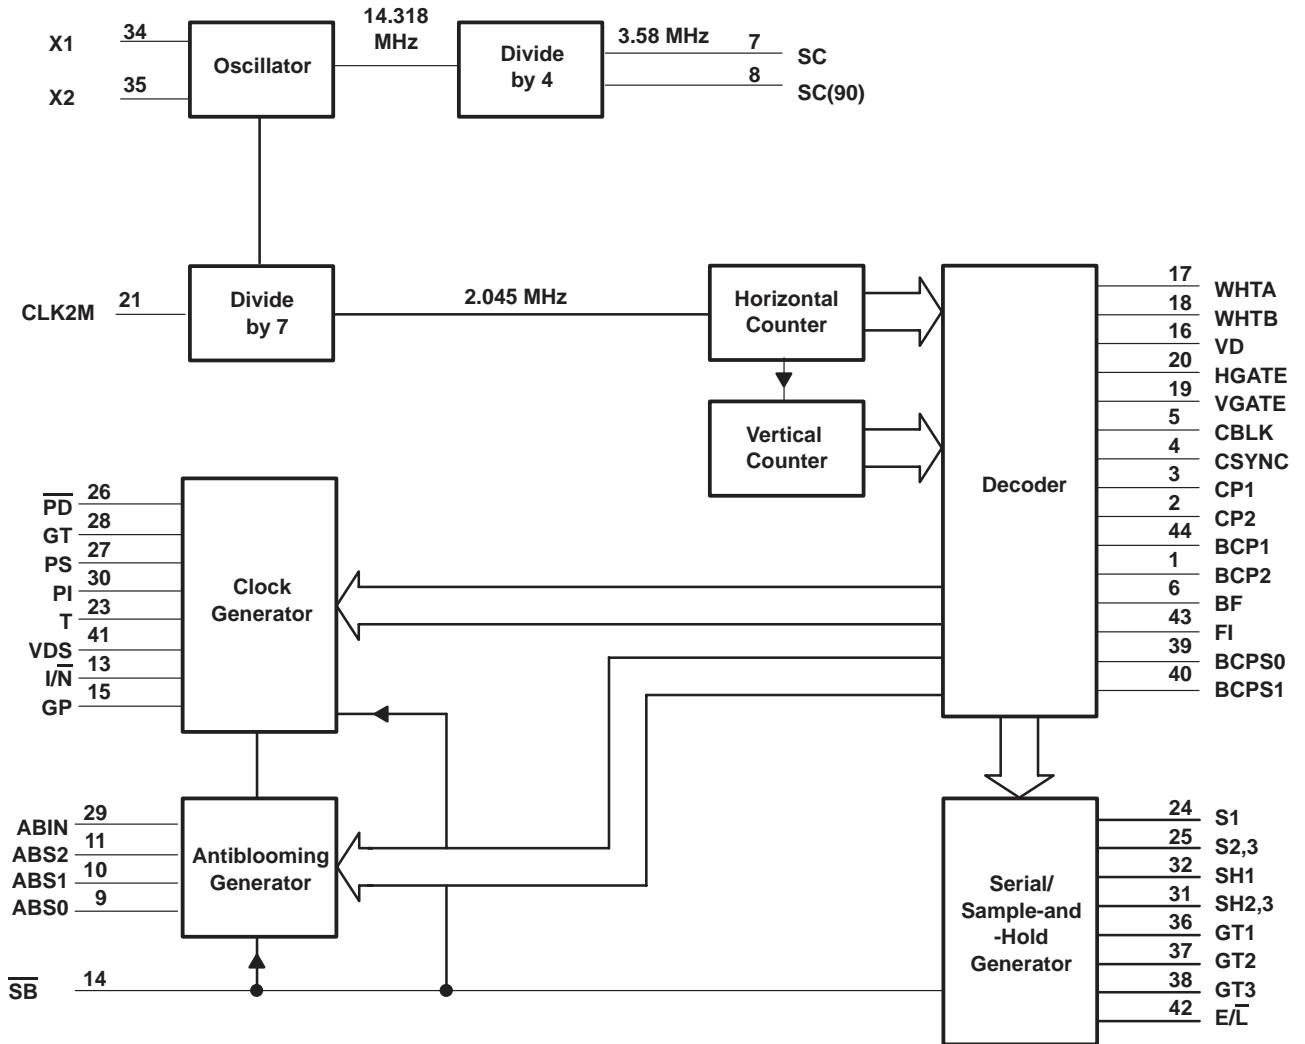 X1
34
X2
35
Oscillator
14.318
MHz
Divide
by 4
3.58 MHz
7
SC
8
SC(90)
CLK2M
21
Divide
by 7
2.045 MHz
Horizontal
Counter
Vertical
Counter
Decoder
17
WHTA
18
WHTB
16
VD
20
HGATE
19
VGATE
5
CBLK
4
CSYNC
3
CP1
2
CP2
44
BCP1
1
BCP2
6
BF
43
FI
39
BCPS0
40
BCPS1
P̅D̅
26
GT
28
PS
27
PI
30
T
23
VDS
41
I/N̅
13
GP
15
Clock
Generator
ABIN
29
ABS2
11
ABS1
10
ABS0
9
Antiblooming
Generator
S̅B̅
14
Serial/
Sample-and
-Hold
Generator
24
S1
25
S2,3
32
SH1
31
SH2,3
36
GT1
37
GT2
38
GT3
42
E/L̅